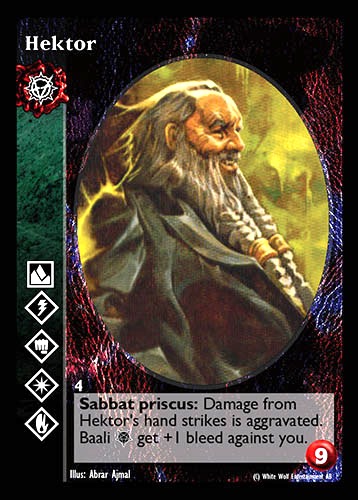 Hektor
4
Sabbat priscus: Damage from
Hektor's hand strikes is aggravated.
Baali get +1 bleed against you.
9
Illus: Abrar Ajmal
(C) White Wolf Entertainment AB